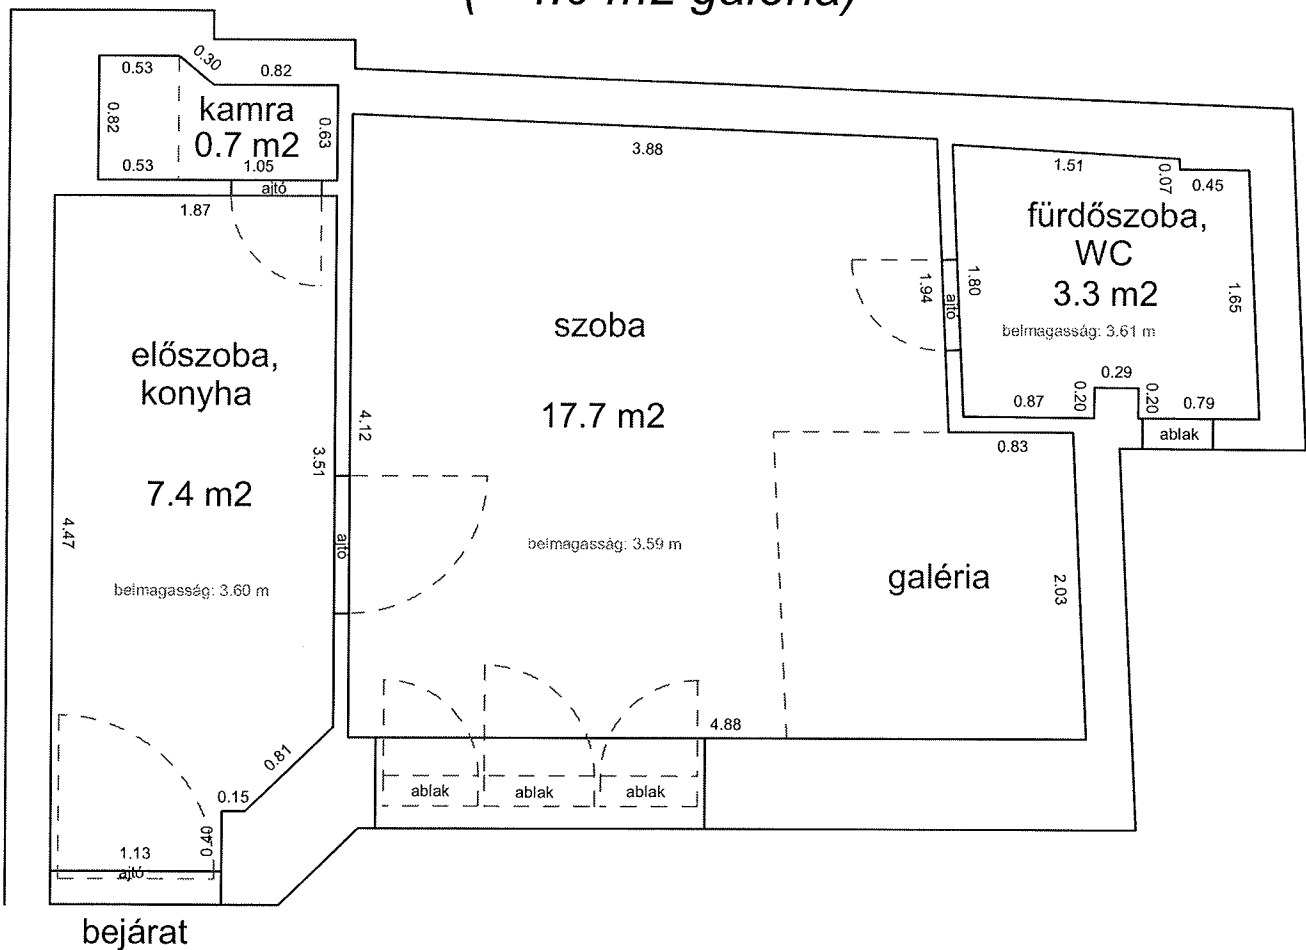 0.53
0.30
0.82
kamra
0.7 m2
0.82
0.63
0.53
1.05
ajtó
1.87
3.88
1.51
0.07
0.45
fürdőszoba,
WC
3.3 m2
belmagasság: 3.61 m
1.94
ajtó
1.80
1.65
0.29
0.87
0.20
0.20
0.79
ablak
0.83
szoba
17.7 m2
belmagasság: 3.59 m
4.12
előszoba,
konyha
7.4 m2
belmagasság: 3.60 m
3.51
ajtó
4.47
galéria
2.03
4.88
ablak
ablak
ablak
0.81
0.15
0.40
1.13
ajtó
bejárat